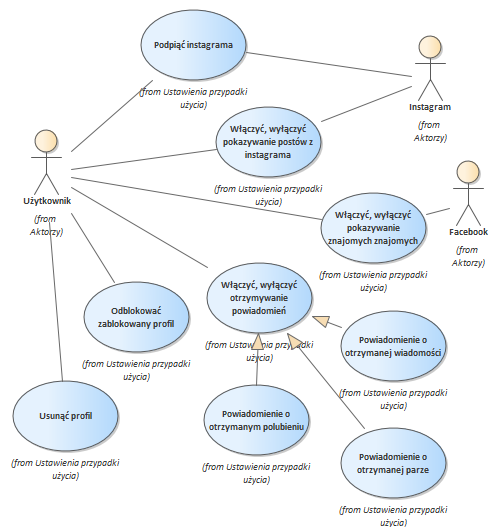 Podpiąć instagrama
(from Ustawienia przypadki
użycia)
Instagram
(from
Aktorzy)
Włączyć, wyłączyć
pokazywanie postów z
instagrama
(from Ustawienia przypadki
użycia)
Użytkownik
(from
Aktorzy)
Włączyć, wyłączyć
pokazywanie
znajomych znajomych
(from Ustawienia przypadki
użycia)
Facebook
(from
Aktorzy)
Włączyć, wyłączyć
otrzymywanie
powiadomień
(from Ustawienia przypadki
użycia)
Odblokować
zablokowany profil
(from Ustawienia przypadki
użycia)
Powiadomienie o
otrzymanej wiadomości
(from Ustawienia przypadki
użycia)
Usunąć profil
(from Ustawienia przypadki
użycia)
Powiadomienie o
otrzymanym polubieniu
(from Ustawienia przypadki
użycia)
Powiadomienie o
otrzymanej parze
(from Ustawienia przypadki
użycia)